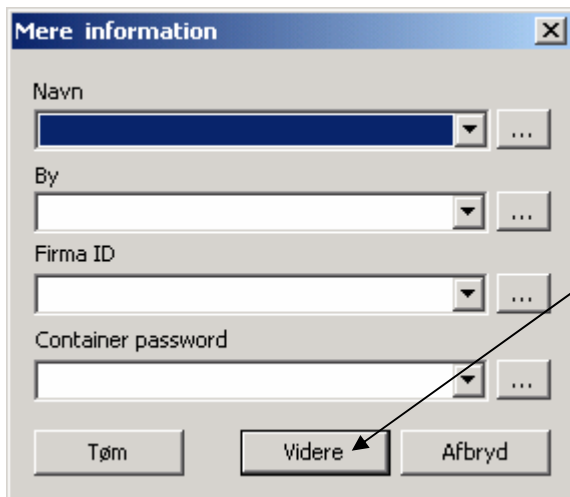 Mere information
Navn
...
By
...
Firma ID
...
Container password
...
Tøm Videre Afbryd